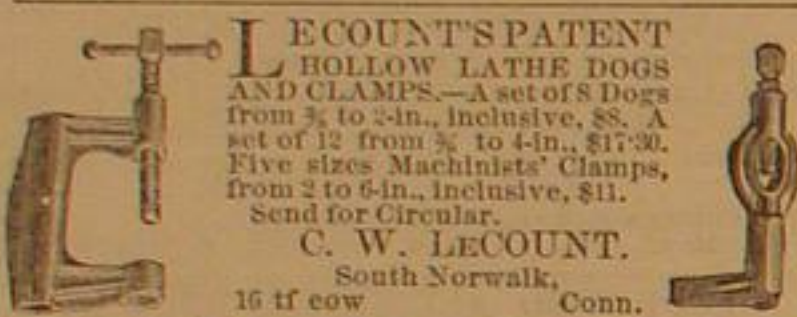 LECOUNT'S PATENT
HOLLOW LATHE DOGS
AND CLAMPS.—A set of 8 Dogs
from ⅜ to 2-in., inclusive, $8. A
set of 12 from ⅜ to 4-in., $17·30.
Five sizes Machinists' Clamps,
from 2 to 6-in., inclusive, $11.
Send for Circular.
C. W. LECOUNT.
South Norwalk,
16 tf eow Conn.